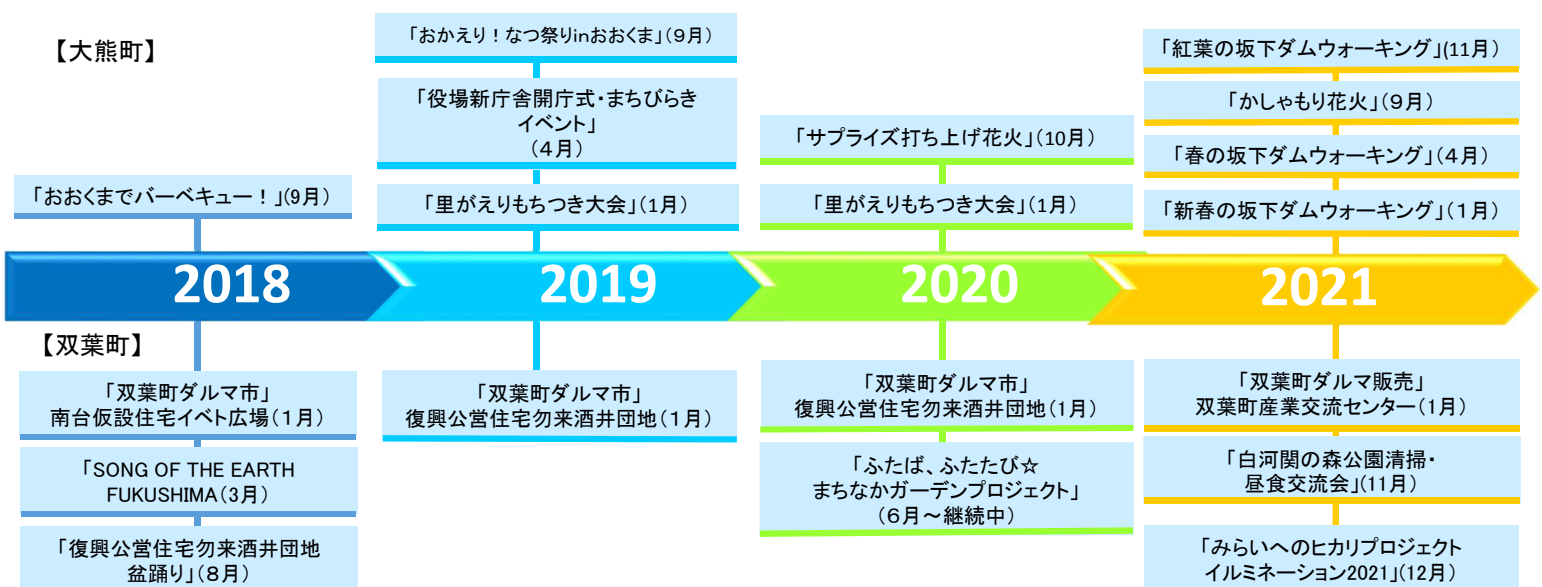 【大熊町】
「おおくまでバーベキュー！」(9月)
「おかえり！なつ祭りinおおくま」(９月)
「役場新庁舎開庁式・まちびらき
イベント」
（４月）
「里がえりもちつき大会」（1月）
「サプライズ打ち上げ花火」（10月）
「里がえりもちつき大会」（1月）
「紅葉の坂下ダムウォーキング」(11月）
「かしゃもり花火」（９月）
「春の坂下ダムウォーキング」（４月）
「新春の坂下ダムウォーキング」（１月）
2018
2019
2020
2021
【双葉町】
「双葉町ダルマ市」
南台仮設住宅イベト広場（１月）
「SONG OF THE EARTH
FUKUSHIMA（3月）
「復興公営住宅勿来酒井団地
盆踊り」（８月）
「双葉町ダルマ市」
復興公営住宅勿来酒井団地（１月）
「双葉町ダルマ市」
復興公営住宅勿来酒井団地（1月）
「ふたば、ふたたび☆
まちなかガーデンプロジェクト」
（６月～継続中）
「双葉町ダルマ販売」
双葉町産業交流センター（1月）
「白河関の森公園清掃・
昼食交流会」（11月）
「みらいへのヒカリプロジェクト
イルミネーション2021」（12月）